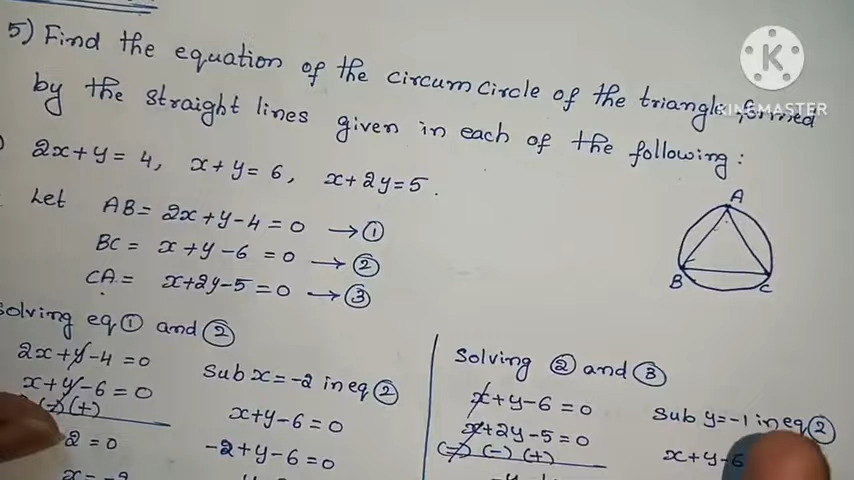 5) Find the equation of the circumcircle of the triangle formed
by the straight lines given in each of the following:
2x+y=4, x+y=6, x+2y=5.
Let AB= 2x+y-4=0 → ①
BC = x+y-6=0 → ②
CA= x+2y-5=0 → ③
Solving eq ① and ②
2x+y-4=0
x+y-6=0
(-) (+)
2=0
x=-2
Sub x=-2 in eq ②
x+y-6=0
-2+y-6=0
Solving ② and ③
x+y-6=0
x+2y-5=0
(-) (-) (+)
Sub y=-1 in eq ②
x+y-6
A
B
C
K
KINEMASTER